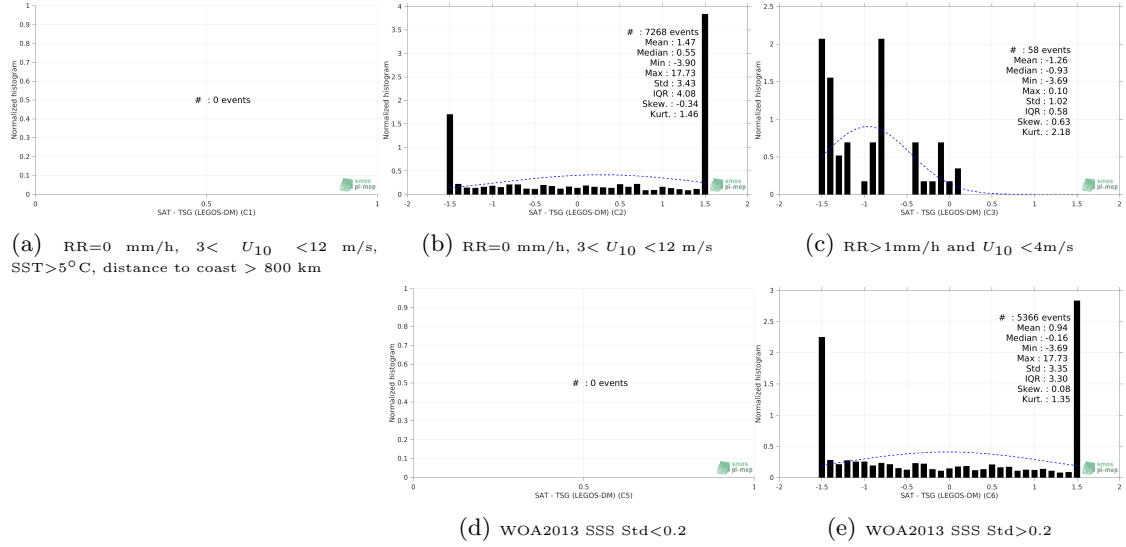 Normalized histogram
1
0.9
0.8
0.7
0.6
0.5
0.4
0.3
0.2
0.1
0
# : 0 events
smos
pi-mep
0 0.5 1
SAT - TSG (LEGOS-DM) (C1)
(a) RR=0 mm/h, 3< U10 <12 m/s,
SST>5°C, distance to coast > 800 km
Normalized histogram
4
3.5
3
2.5
2
1.5
1
0.5
0
# : 7268 events
Mean : 1.47
Median : 0.55
Min : -3.90
Max : 17.73
Std : 3.43
IQR : 4.08
Skew. : -0.34
Kurt. : 1.46
smos
pi-mep
-2 -1.5 -1 -0.5 0 0.5 1 1.5 2
SAT - TSG (LEGOS-DM) (C2)
(b) RR=0 mm/h, 3< U10 <12 m/s
Normalized histogram
2.5
2
1.5
1
0.5
0
# : 58 events
Mean : -1.26
Median : -0.93
Min : -3.69
Max : 0.10
Std : 1.02
IQR : 0.58
Skew. : 0.63
Kurt. : 2.18
smos
pi-mep
-2 -1.5 -1 -0.5 0 0.5 1 1.5 2
SAT - TSG (LEGOS-DM) (C3)
(c) RR>1mm/h and U10 <4m/s
Normalized histogram
1
0.9
0.8
0.7
0.6
0.5
0.4
0.3
0.2
0.1
0
# : 0 events
smos
pi-mep
0 0.5 1
SAT - TSG (LEGOS-DM) (C5)
(d) WOA2013 SSS Std<0.2
Normalized histogram
3
2.5
2
1.5
1
0.5
0
# : 5366 events
Mean : 0.94
Median : -0.16
Min : -3.69
Max : 17.73
Std : 3.35
IQR : 3.30
Skew. : 0.08
Kurt. : 1.35
smos
pi-mep
-2 -1.5 -1 -0.5 0 0.5 1 1.5 2
SAT - TSG (LEGOS-DM) (C6)
(e) WOA2013 SSS Std>0.2